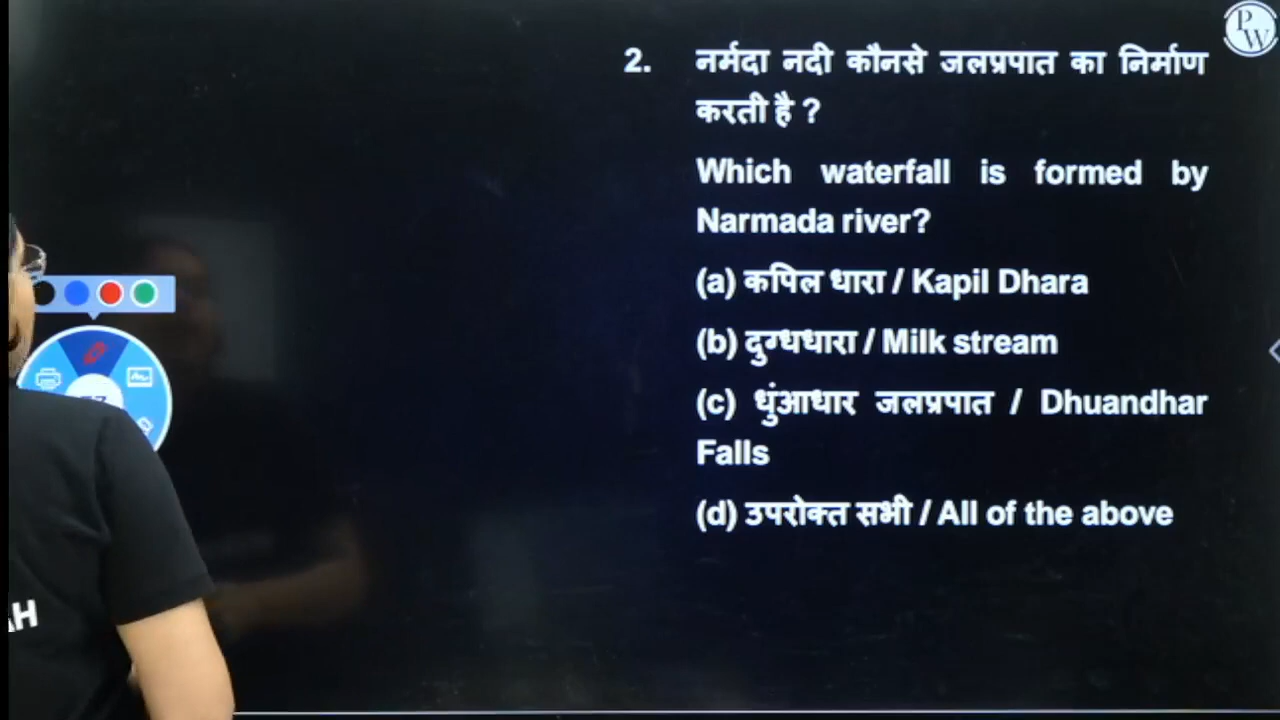 PW
2. नर्मदा नदी कौनसे जलप्रपात का निर्माण
करती है ?
Which waterfall is formed by
Narmada river?
(a) कपिल धारा / Kapil Dhara
(b) दुग्धधारा / Milk stream
(c) धुंआधार जलप्रपात / Dhuandhar
Falls
(d) उपरोक्त सभी / All of the above